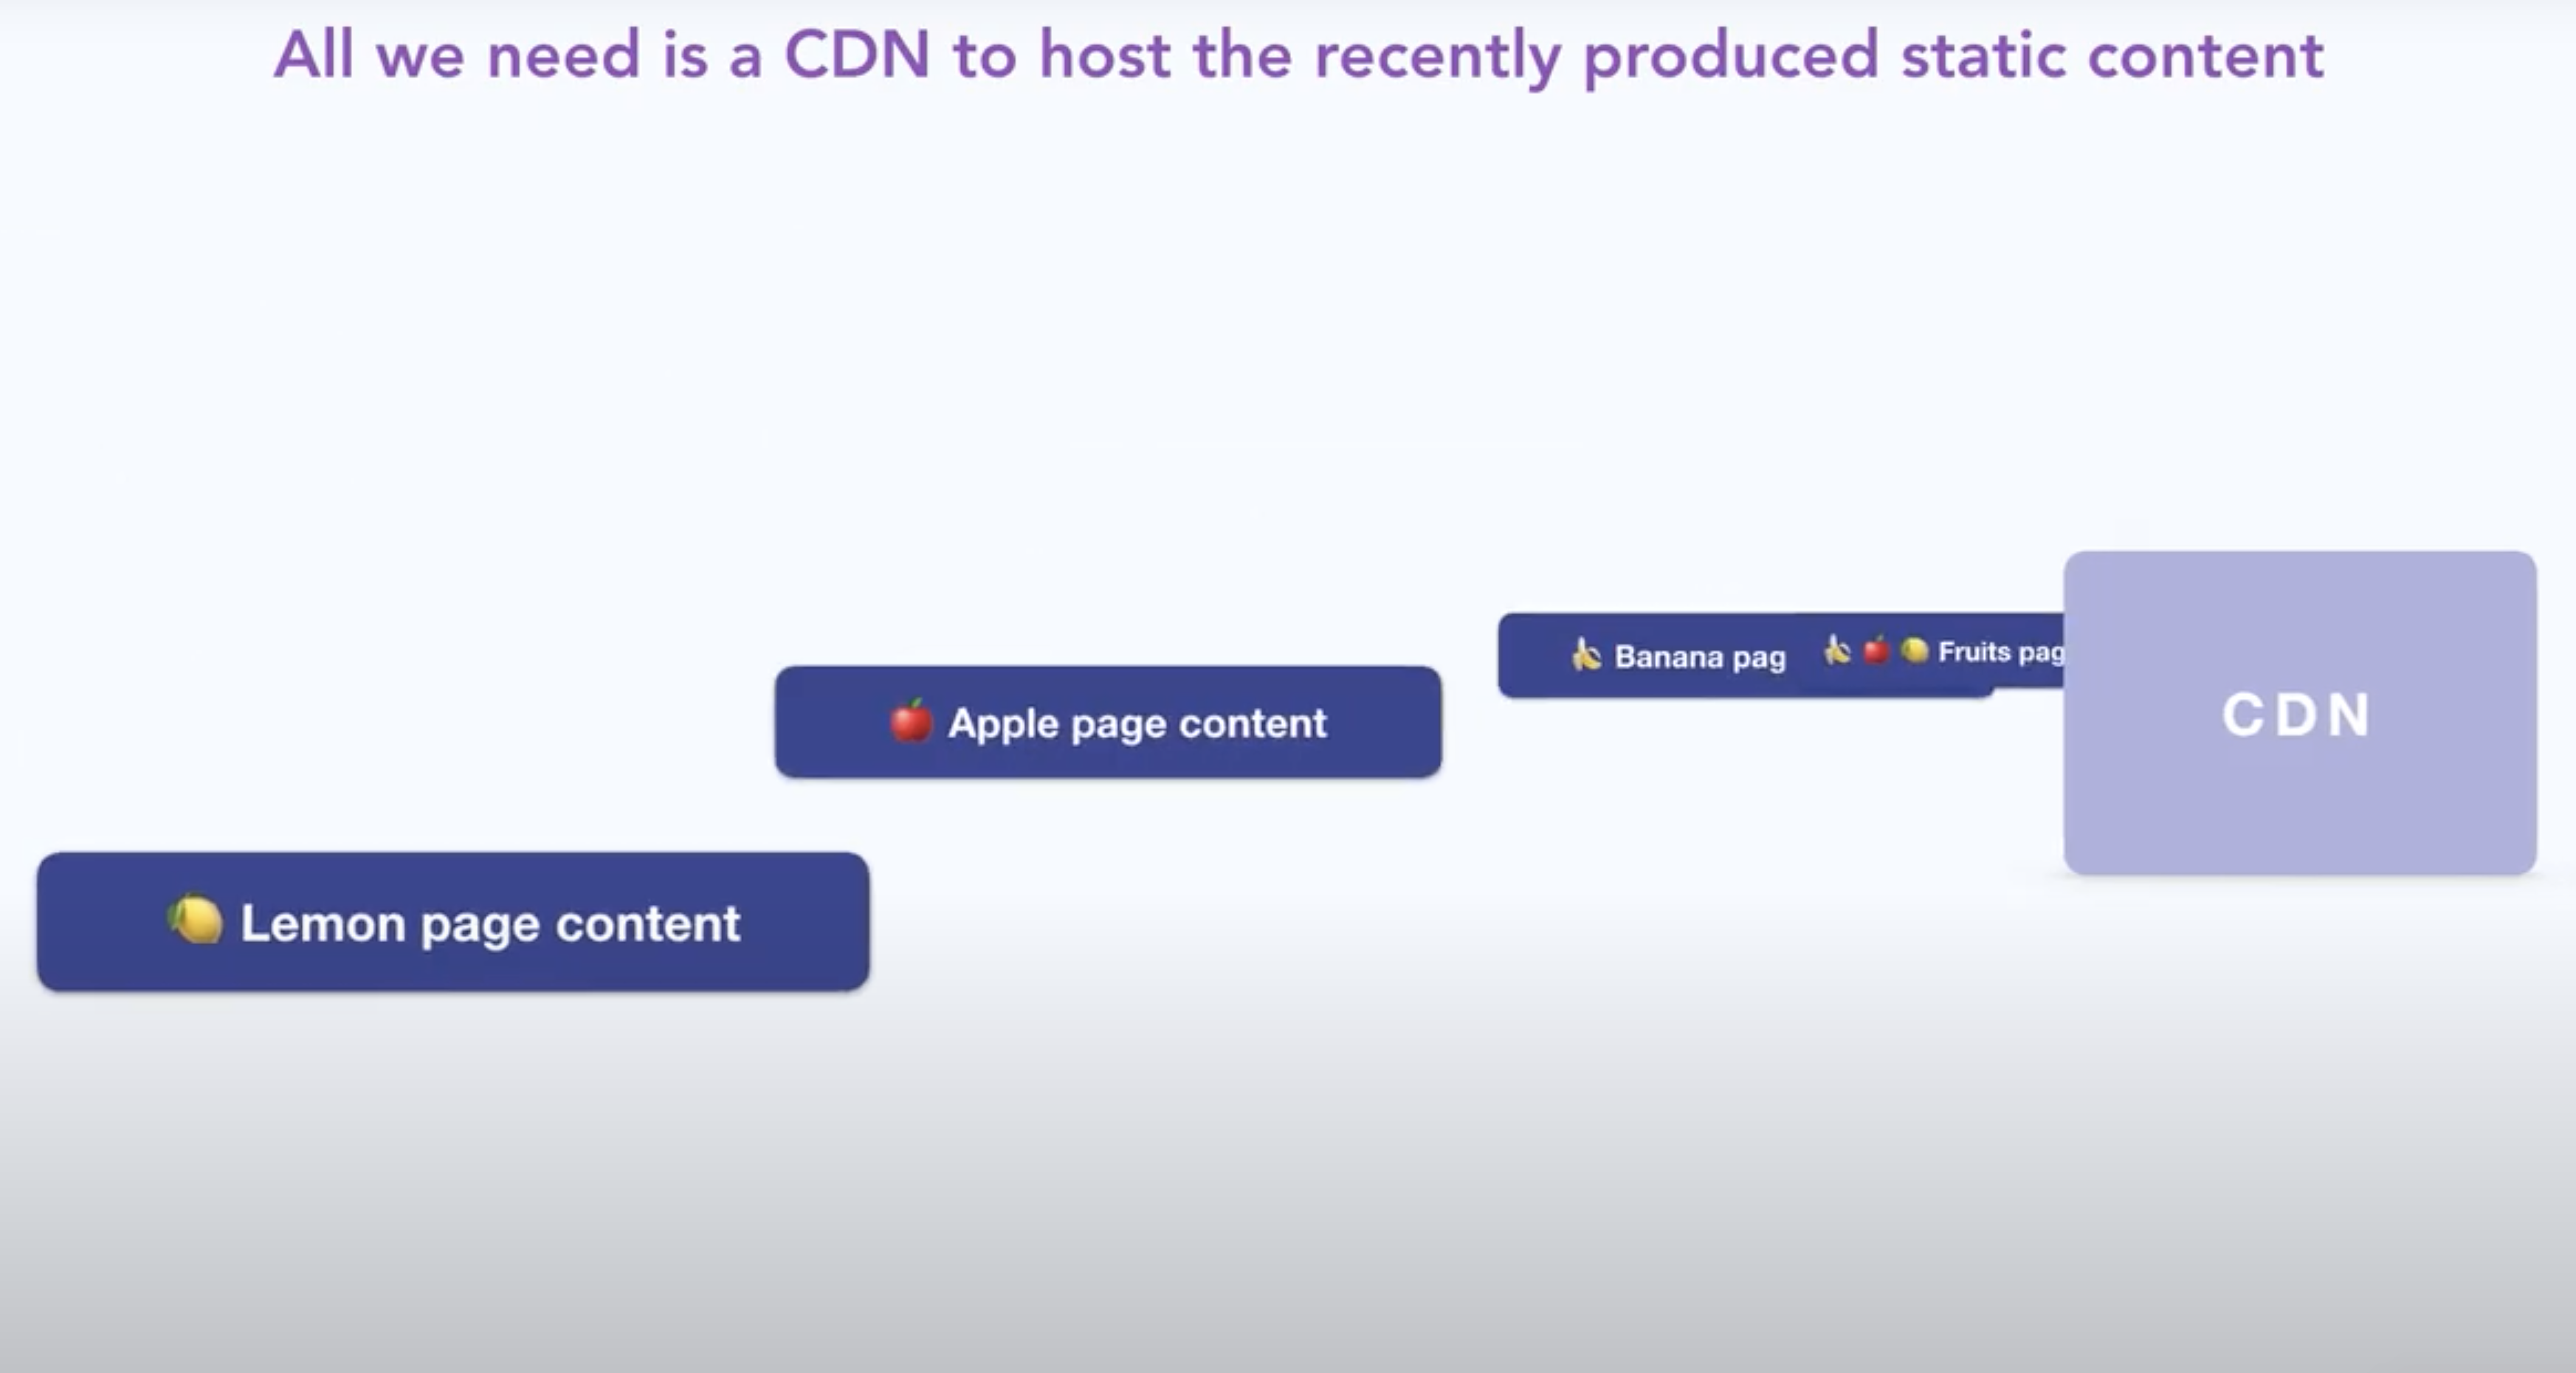 All we need is a CDN to host the recently produced static content
🍌 Banana pag
🍌 🍎 🍋 Fruits pag
🍎 Apple page content
CDN
🍋 Lemon page content